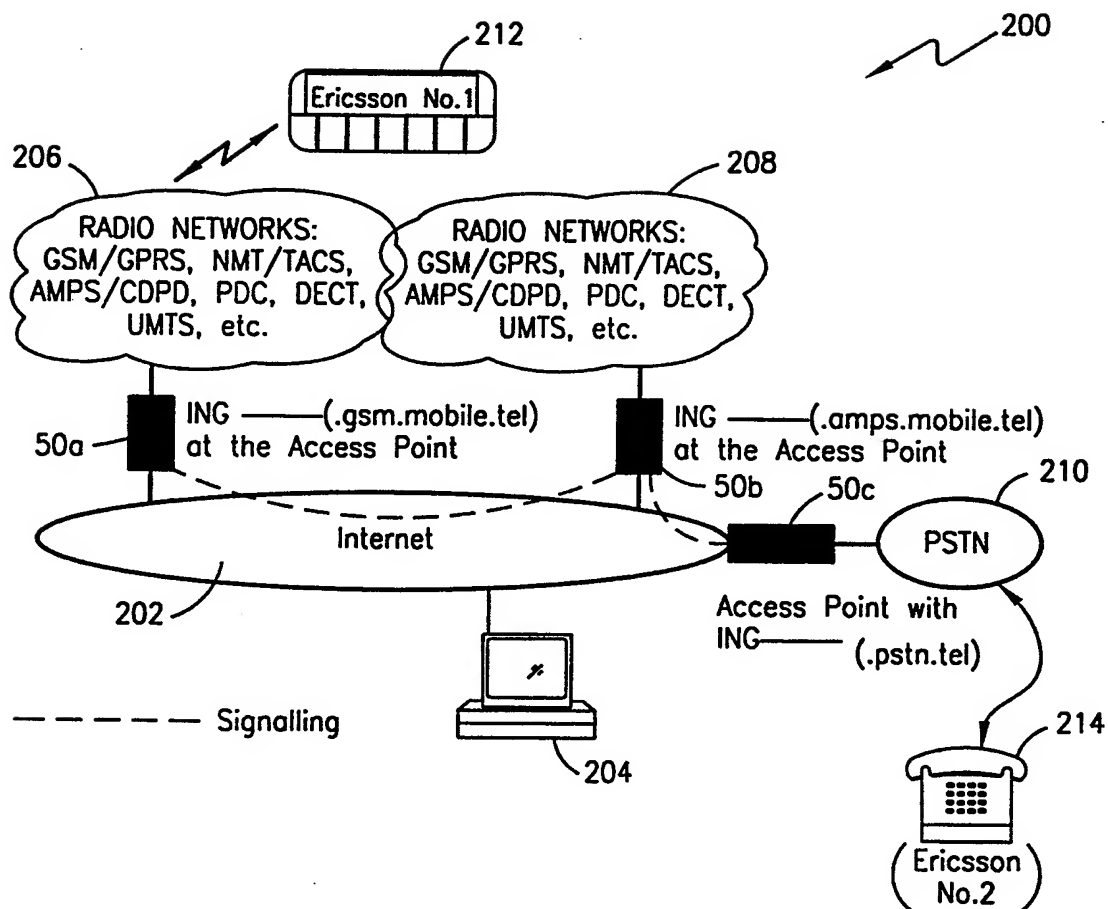 212
200
Ericsson No.1
206
208
RADIO NETWORKS:
GSM/GPRS, NMT/TACS,
AMPS/CDPD, PDC, DECT,
UMTS, etc.
RADIO NETWORKS:
GSM/GPRS, NMT/TACS,
AMPS/CDPD, PDC, DECT,
UMTS, etc.
50a
ING (.gsm.mobile.tel)
at the Access Point
ING (.amps.mobile.tel)
at the Access Point
50b
50c
210
Internet
PSTN
202
Access Point with
ING (.pstn.tel)
Signalling
204
214
(Ericsson
No.2)